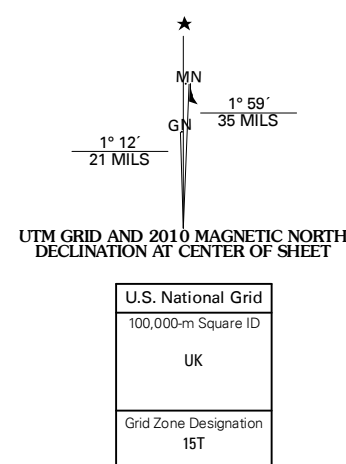 MN
1° 59´
35 MILS
GN
1° 12´
21 MILS
UTM GRID AND 2010 MAGNETIC NORTH
DECLINATION AT CENTER OF SHEET
U.S. National Grid
100,000-m Square ID
UK
Grid Zone Designation
15T